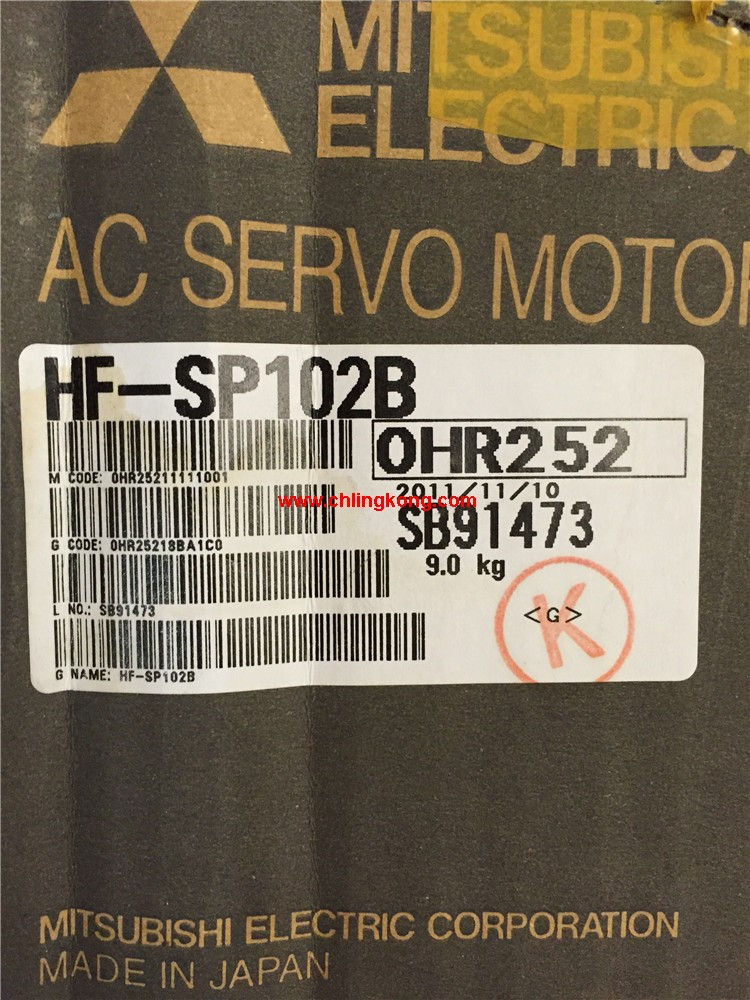 MITSUBISHI
ELECTRIC
AC SERVO MOTOR
HF-SP102B
0HR252
M CODE: 0HR25211111001
2011/11/10
www.chlingkong.com
SB91473
G CODE: 0HR25218BA1C0
9.0 kg
L NO.: SB91473
<G>
K
G NAME: HF-SP102B
MITSUBISHI ELECTRIC CORPORATION
MADE IN JAPAN